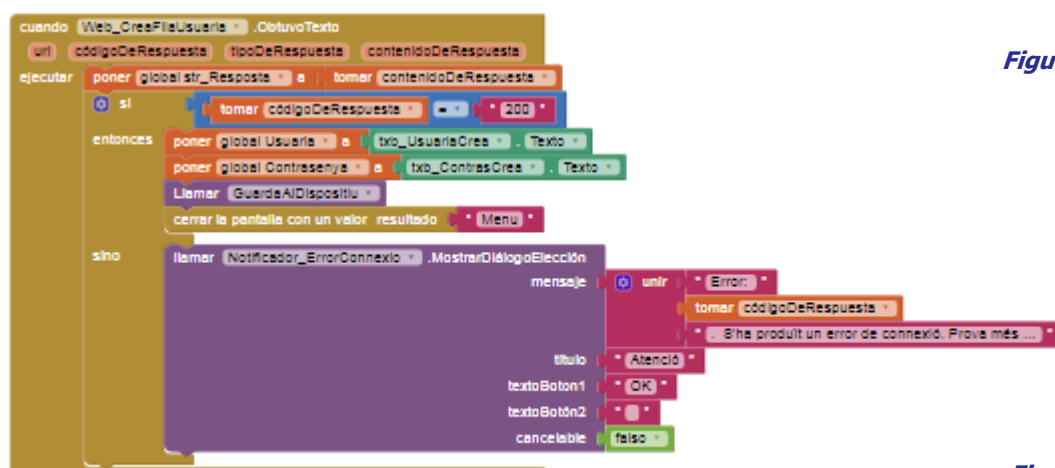 cuando Web_CreaFilaUsuaria .ObtuvoTexto
url códigoDeRespuesta tipoDeRespuesta contenidoDeRespuesta
Figu
ejecutar poner global str_Resposta a tomar contenidoDeRespuesta
si tomar códigoDeRespuesta = " 200 "
entonces poner global Usuaria a txb_UsuariaCrea . Texto
poner global Contrasenya a txb_ContrasCrea . Texto
Llamar GuardaAlDispositiu
cerrar la pantalla con un valor resultado " Menu "
sino llamar Notificador_ErrorConnexio .MostrarDiálogoElección
mensaje unir " Error: "
tomar códigoDeRespuesta
" . S'ha produït un error de connexió. Prova més ... "
título " Atenció "
textoBoton1 " OK "
textoBotón2 " "
cancelable falso